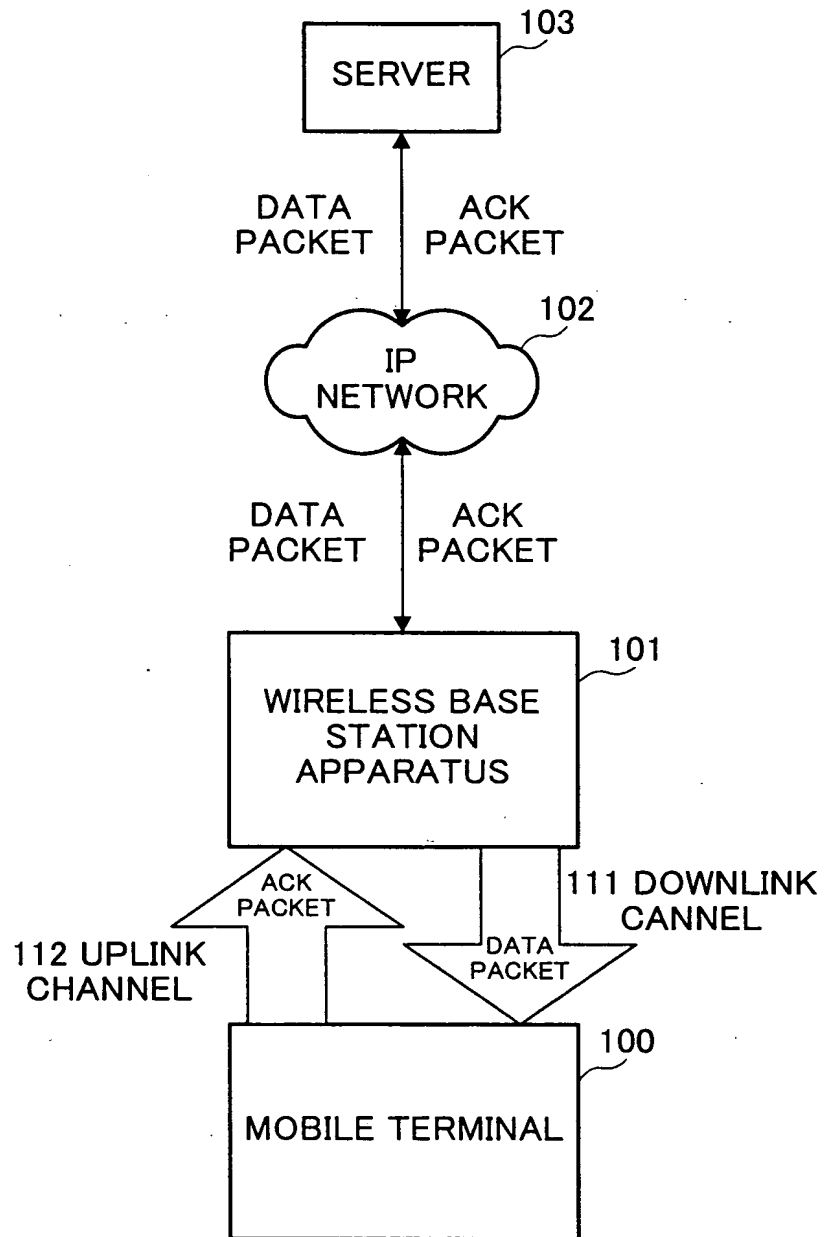 103
SERVER
DATA PACKET
ACK PACKET
102
IP
NETWORK
DATA PACKET
ACK PACKET
101
WIRELESS BASE
STATION
APPARATUS
ACK
PACKET
111 DOWNLINK
CANNEL
112 UPLINK
CHANNEL
DATA
PACKET
100
MOBILE TERMINAL